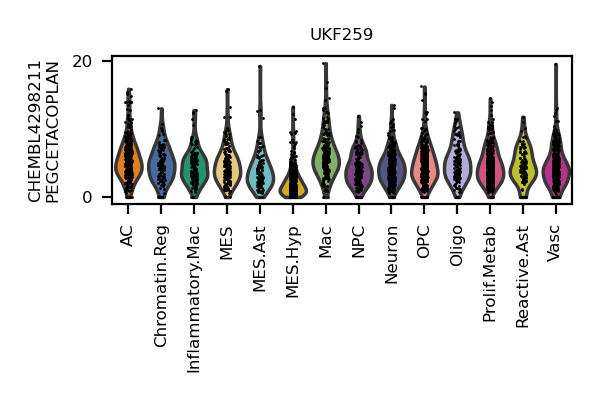 UKF259
CHEMBL4298211
PEGCETACOPLAN
20
0
AC
Chromatin.Reg
Inflammatory.Mac
MES
MES.Ast
MES.Hyp
Mac
NPC
Neuron
OPC
Oligo
Prolif.Metab
Reactive.Ast
Vasc